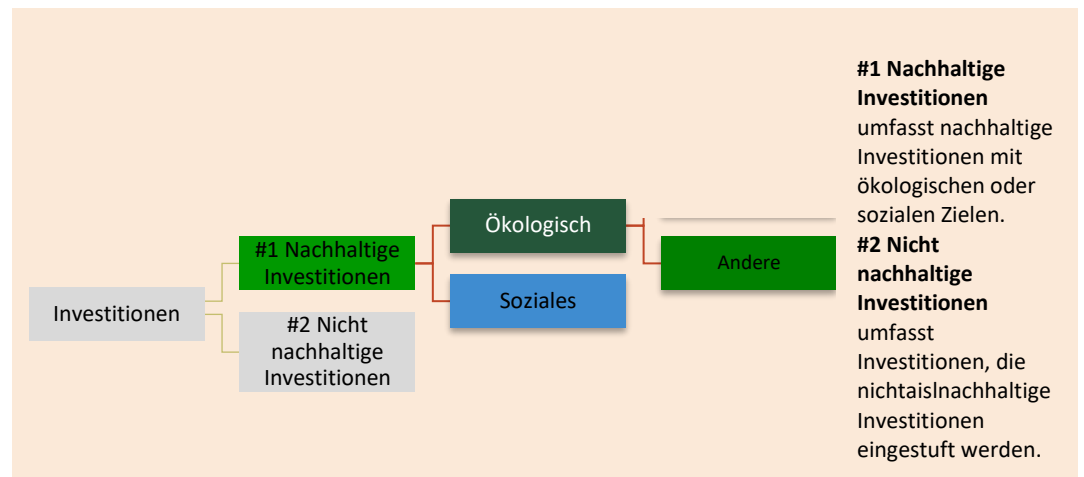 Investitionen
#1 Nachhaltige
Investitionen
#2 Nicht
nachhaltige
Investitionen
Ökologisch
Soziales
Andere
#1 Nachhaltige
Investitionen
umfasst nachhaltige
Investitionen mit
ökologischen oder
sozialen Zielen.
#2 Nicht
nachhaltige
Investitionen
umfasst
Investitionen, die
nichtaislnachhaltige
Investitionen
eingestuft werden.